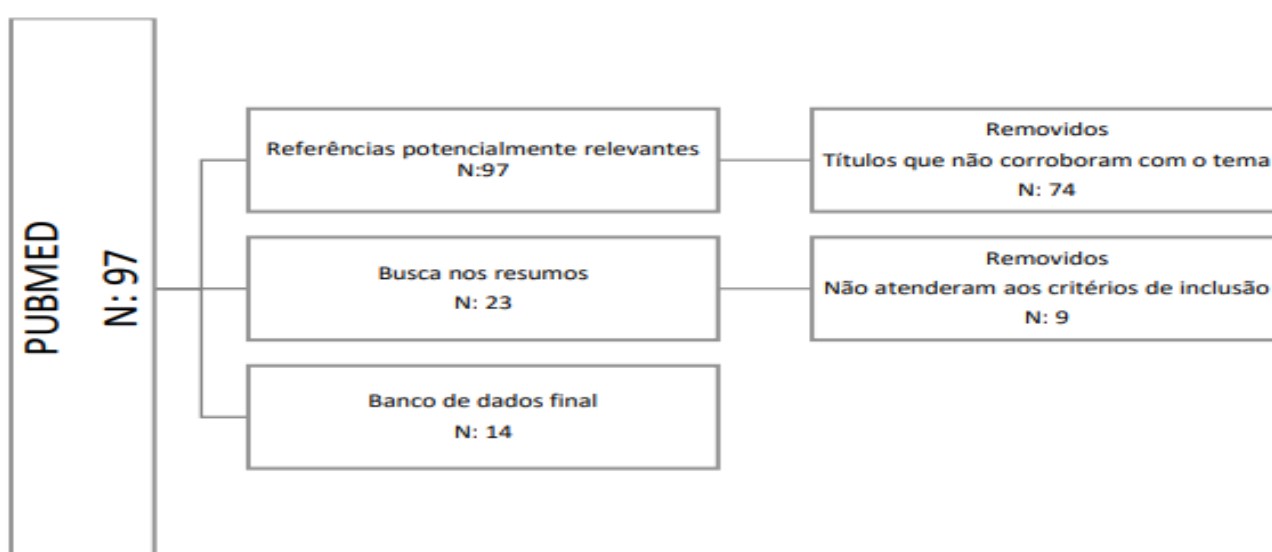 PUBMED
N: 97
Referências potencialmente relevantes
N:97
Removidos
Títulos que não corroboram com o tema
N: 74
Busca nos resumos
N: 23
Removidos
Não atenderam aos critérios de inclusão
N: 9
Banco de dados final
N: 14